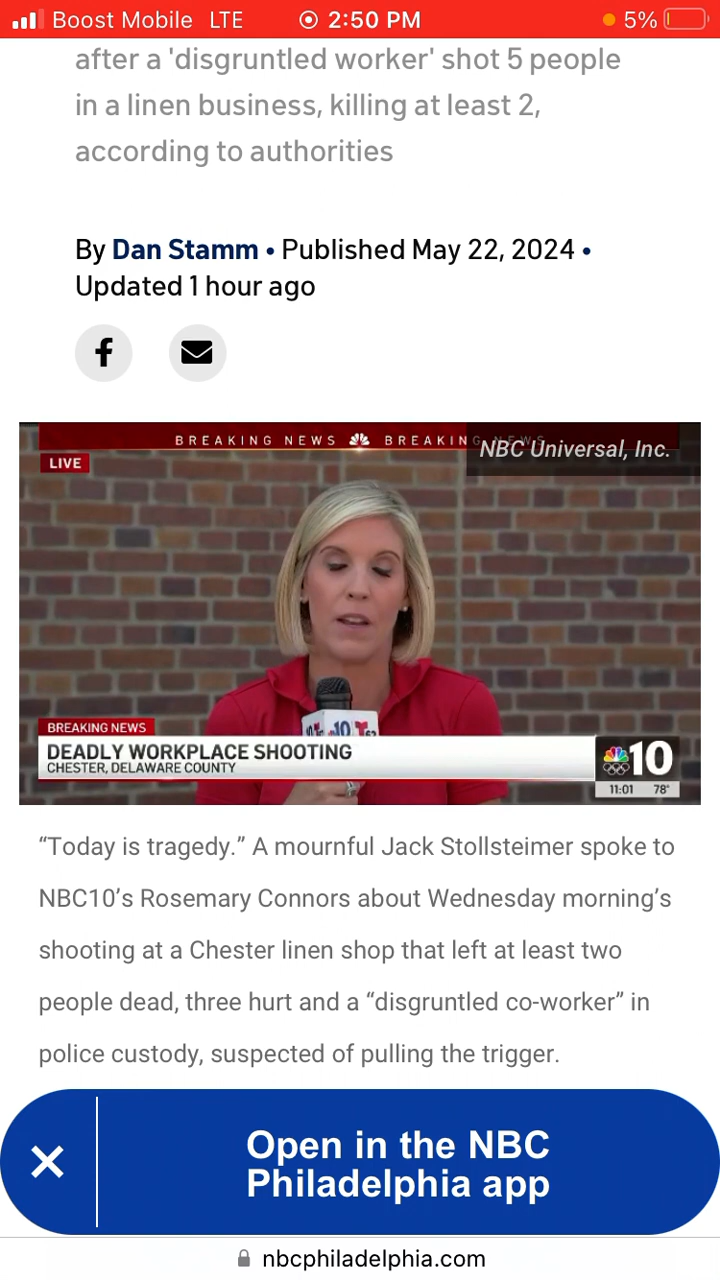 Boost Mobile LTE 2:50 PM 5%
after a 'disgruntled worker' shot 5 people
in a linen business, killing at least 2,
according to authorities
By Dan Stamm • Published May 22, 2024 •
Updated 1 hour ago
BREAKING NEWS BREAKING NEWS
NBC Universal, Inc.
LIVE
10
BREAKING NEWS
DEADLY WORKPLACE SHOOTING
CHESTER, DELAWARE COUNTY
10
11:01 78°
“Today is tragedy.” A mournful Jack Stollsteimer spoke to
NBC10’s Rosemary Connors about Wednesday morning’s
shooting at a Chester linen shop that left at least two
people dead, three hurt and a “disgruntled co-worker” in
police custody, suspected of pulling the trigger.
Open in the NBC
Philadelphia app
nbcphiladelphia.com